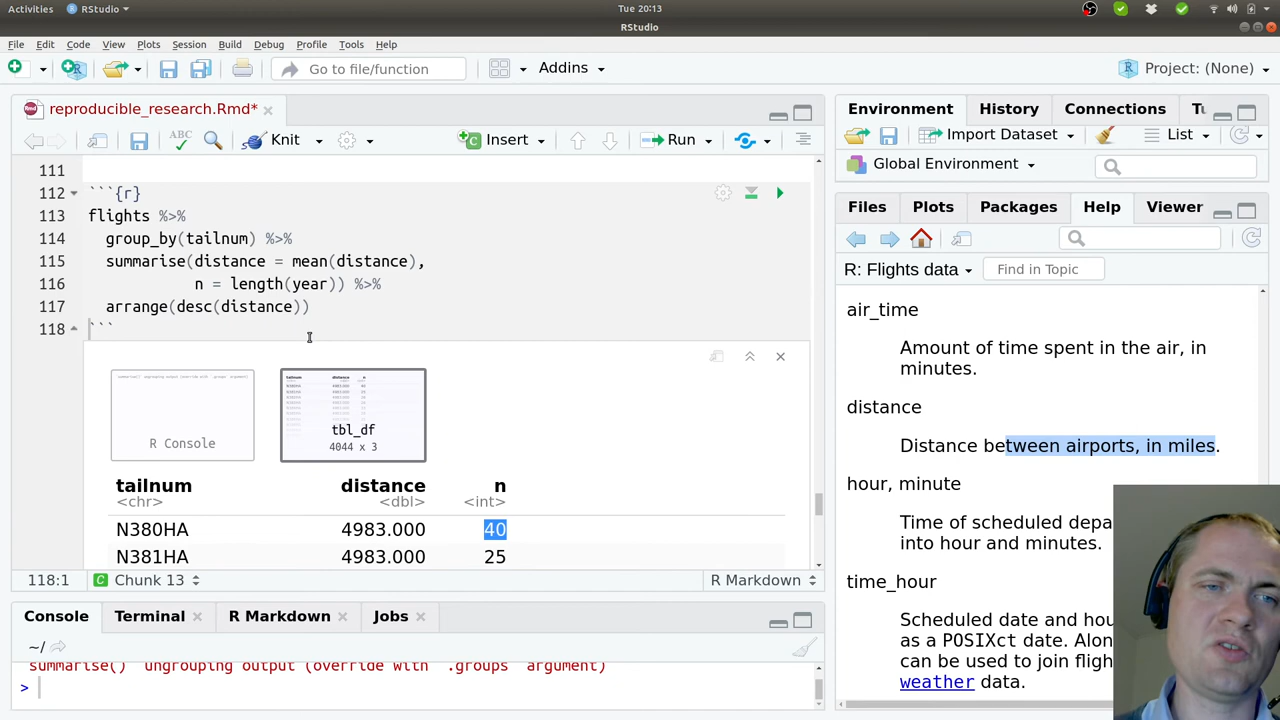 Activities RStudio Tue 20:13
RStudio
File Edit Code View Plots Session Build Debug Profile Tools Help
Go to file/function Addins Project: (None)
reproducible_research.Rmd*
ABC Knit Insert Run
111
112 ```{r}
113 flights %>%
114 group_by(tailnum) %>%
115 summarise(distance = mean(distance),
116 n = length(year)) %>%
117 arrange(desc(distance))
118 ```
R Console
tbl_df
4044 x 3
tailnum distance n
<chr> <dbl> <int>
N380HA 4983.000 40
N381HA 4983.000 25
118:1 Chunk 13 R Markdown
Console Terminal R Markdown Jobs
~/
`summarise()` ungrouping output (override with `.groups` argument)
>
Environment History Connections Tu
Import Dataset List
Global Environment
Files Plots Packages Help Viewer
R: Flights data Find in Topic
air_time
Amount of time spent in the air, in
minutes.
distance
Distance between airports, in miles.
hour, minute
Time of scheduled depa
into hour and minutes.
time_hour
Scheduled date and hou
as a POSIXct date. Alon
can be used to join fligh
weather data.